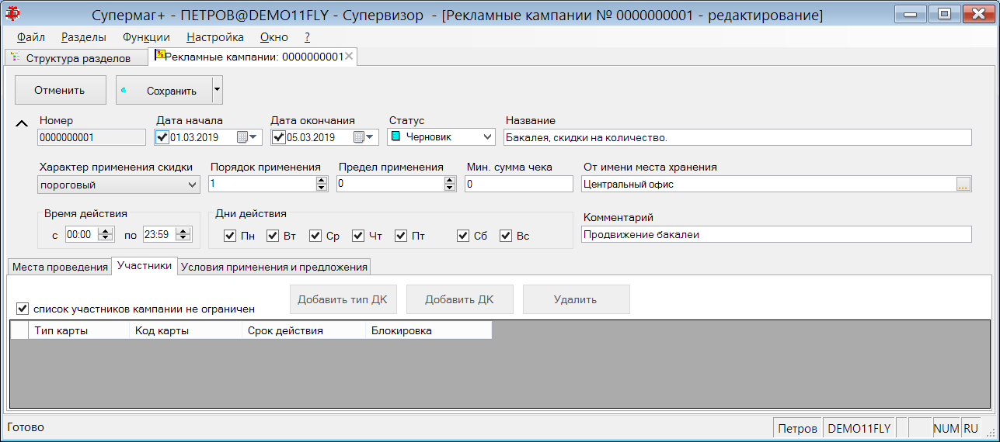 Супермаг+ - ПЕТРОВ@DEMO11FLY - Супервизор - [Рекламные кампании № 0000000001 - редактирование]
Файл Разделы Функции Настройка Окно ?
Структура разделов Рекламные кампании: 0000000001
Отменить Сохранить
Номер Дата начала Дата окончания Статус Название
0000000001 01.03.2019 05.03.2019 Черновик Бакалея, скидки на количество.
Характер применения скидки Порядок применения Предел применения Мин. сумма чека От имени места хранения
пороговый 1 0 0 Центральный офис ...
Время действия Дни действия Комментарий
с 00:00 по 23:59 Пн Вт Ср Чт Пт Сб Вс Продвижение бакалеи
Места проведения Участники Условия применения и предложения
Добавить тип ДК Добавить ДК Удалить
список участников кампании не ограничен
Тип карты Код карты Срок действия Блокировка
Готово Петров DEMO11FLY NUM RU